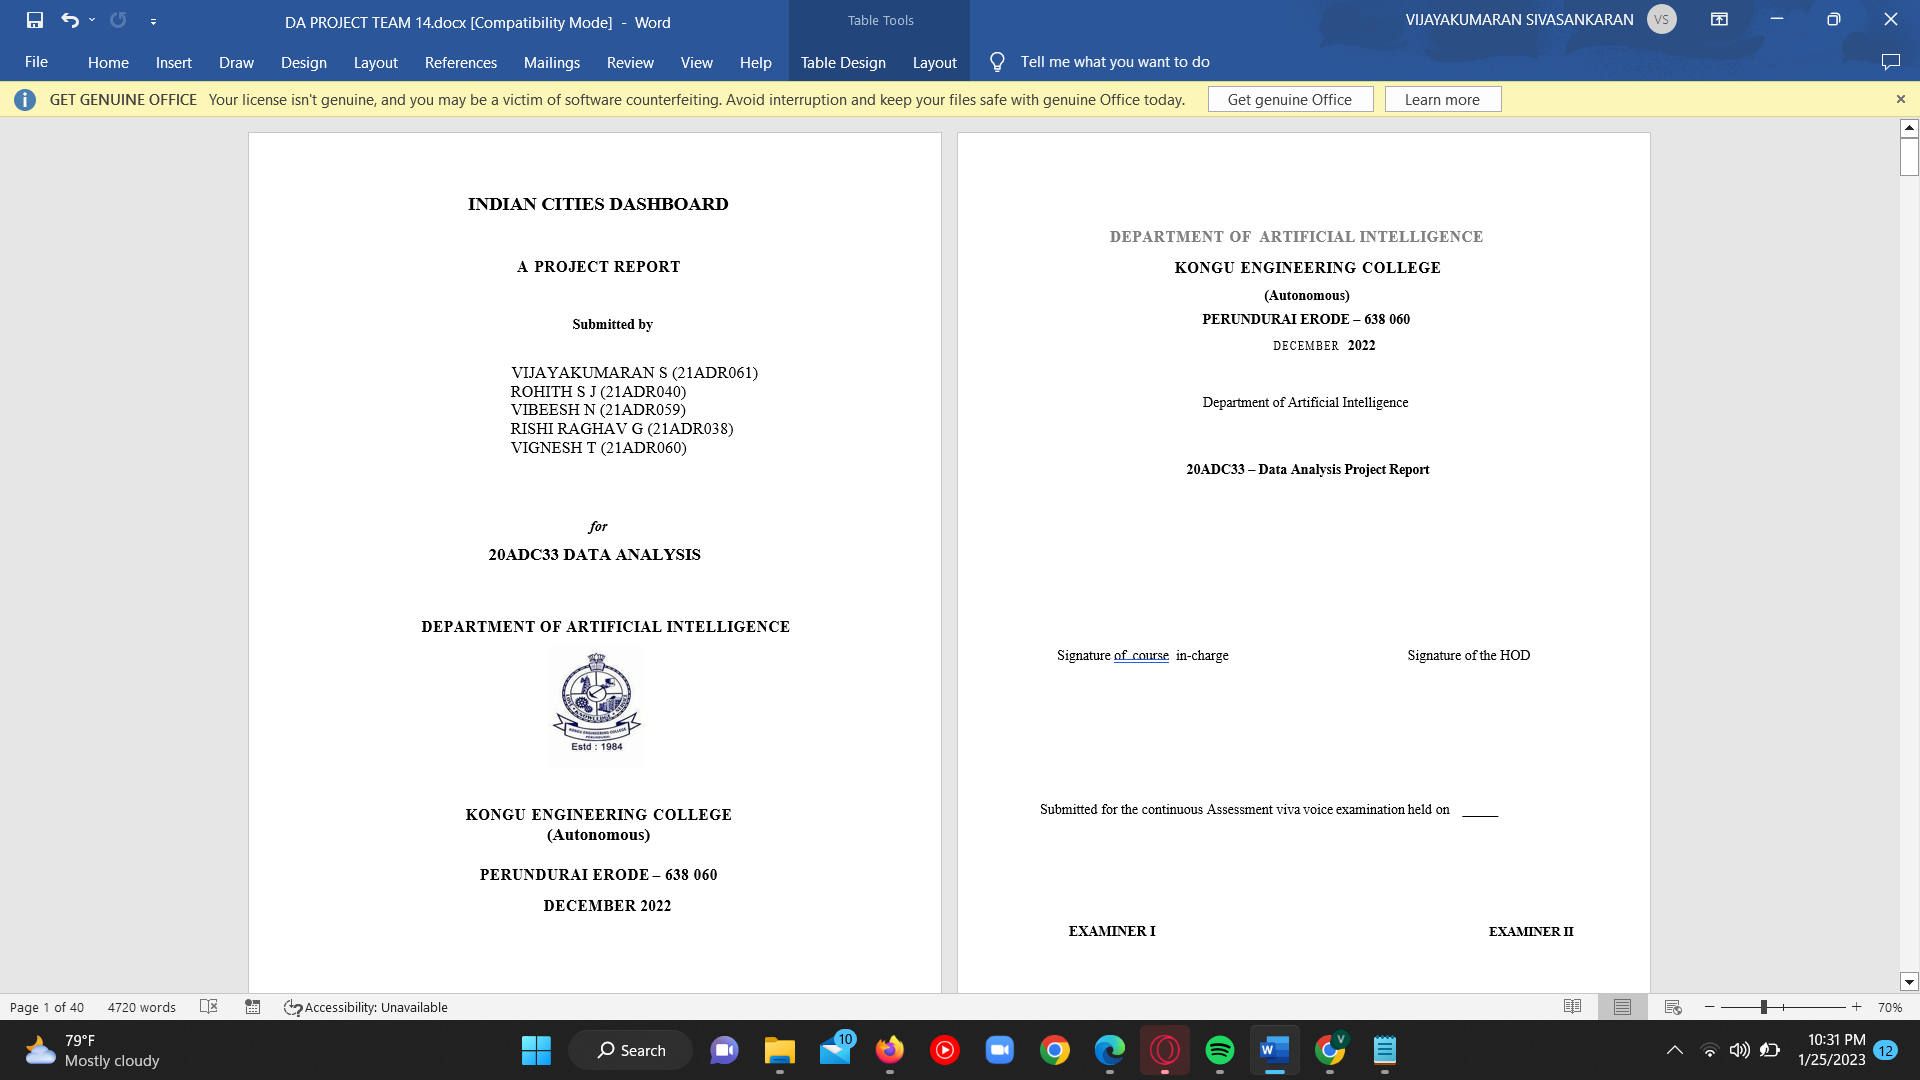 DA PROJECT TEAM 14.docx [Compatibility Mode] - Word
Table Tools
VIJAYAKUMARAN SIVASANKARAN
VS
File Home Insert Draw Design Layout References Mailings Review View Help Table Design Layout Tell me what you want to do
GET GENUINE OFFICE Your license isn't genuine, and you may be a victim of software counterfeiting. Avoid interruption and keep your files safe with genuine Office today. Get genuine Office Learn more
INDIAN CITIES DASHBOARD
A PROJECT REPORT
Submitted by
VIJAYAKUMARAN S (21ADR061)
ROHITH S J (21ADR040)
VIBEESH N (21ADR059)
RISHI RAGHAV G (21ADR038)
VIGNESH T (21ADR060)
for
20ADC33 DATA ANALYSIS
DEPARTMENT OF ARTIFICIAL INTELLIGENCE
KONGU ENGINEERING COLLEGE
Estd : 1984
KONGU ENGINEERING COLLEGE
(Autonomous)
PERUNDURAI ERODE – 638 060
DECEMBER 2022
DEPARTMENT OF ARTIFICIAL INTELLIGENCE
KONGU ENGINEERING COLLEGE
(Autonomous)
PERUNDURAI ERODE – 638 060
DECEMBER 2022
Department of Artificial Intelligence
20ADC33 – Data Analysis Project Report
Signature of course in-charge Signature of the HOD
Submitted for the continuous Assessment viva voice examination held on _____
EXAMINER I EXAMINER II
Page 1 of 40 4720 words Accessibility: Unavailable 70%
79°F
Mostly cloudy
Search
10
V
10:31 PM
1/25/2023
12